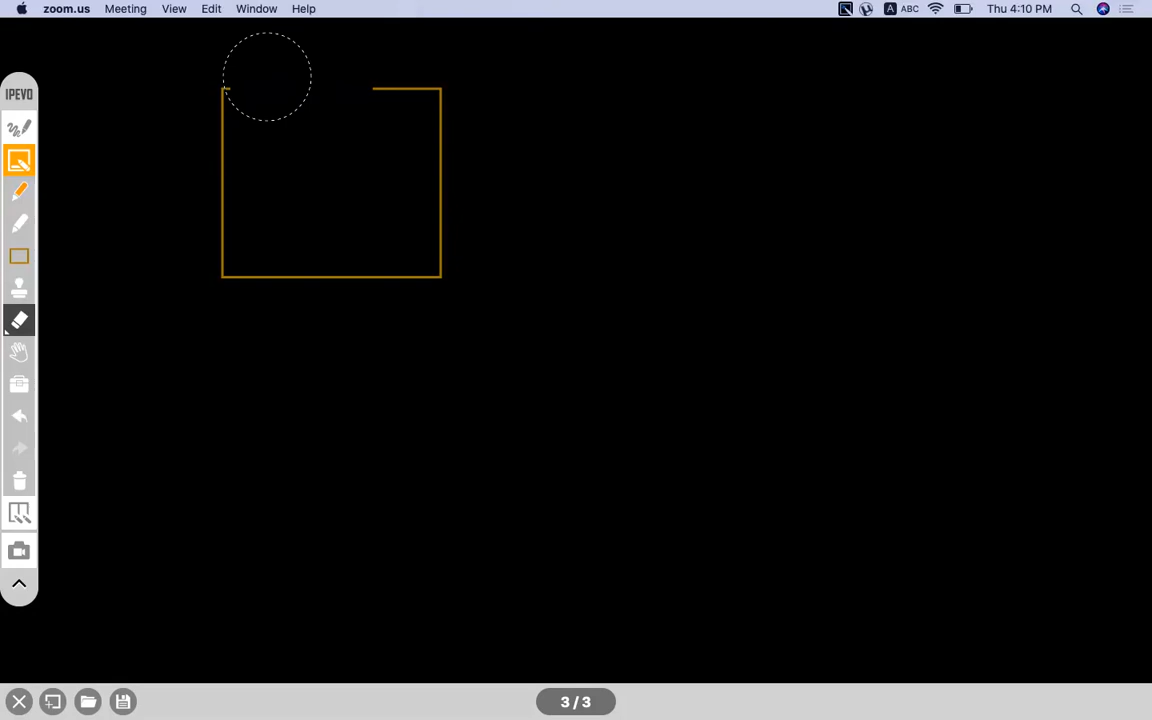 zoom.us Meeting View Edit Window Help A ABC Thu 4:10 PM
IPEVO
3 / 3